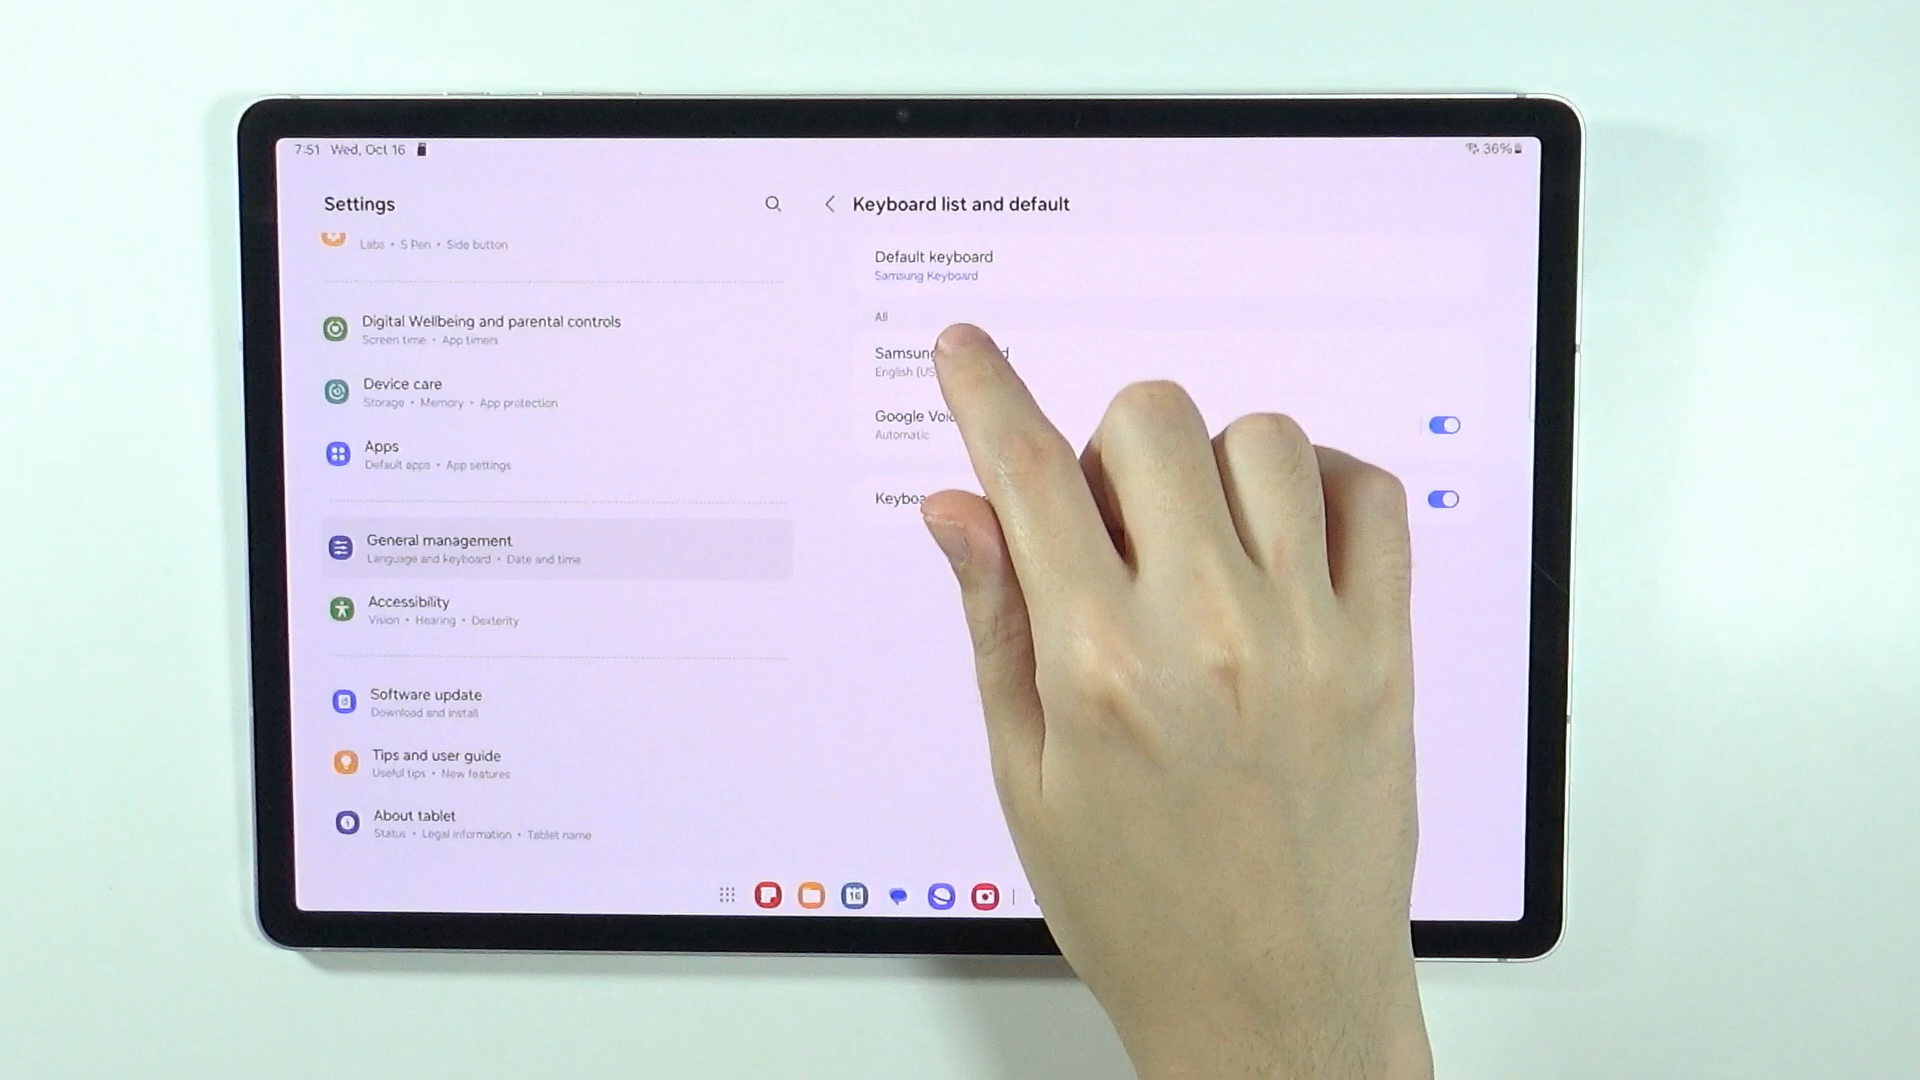 7:51 Wed, Oct 16
36%
Settings
Labs • S Pen • Side button
Digital Wellbeing and parental controls
Screen time • App timers
Device care
Storage • Memory • App protection
Apps
Default apps • App settings
General management
Language and keyboard • Date and time
Accessibility
Vision • Hearing • Dexterity
Software update
Download and install
Tips and user guide
Useful tips • New features
About tablet
Status • Legal information • Tablet name
Keyboard list and default
Default keyboard
Samsung Keyboard
All
Samsung
English (US
Google
Automatic
16